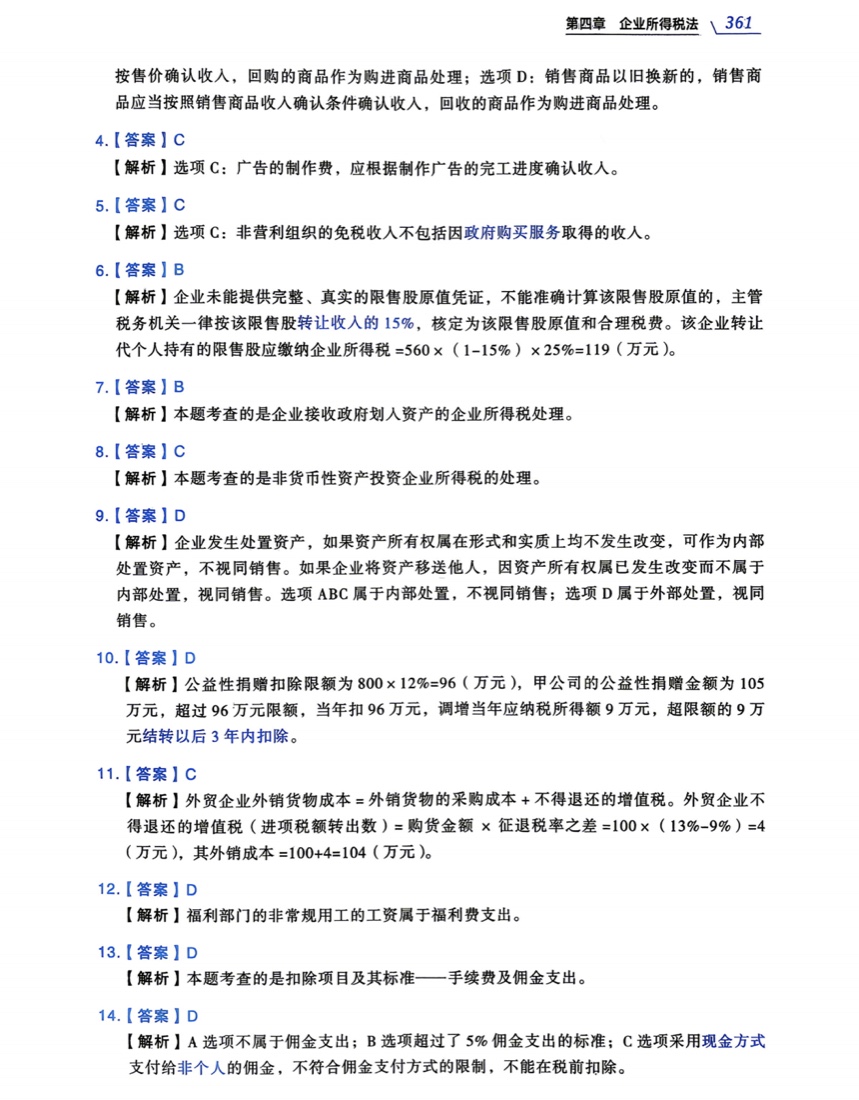 第四章 企业所得税法 361
按售价确认收入，回购的商品作为购进商品处理；选项 D：销售商品以旧换新的，销售商
品应当按照销售商品收入确认条件确认收入，回收的商品作为购进商品处理。
4.【答案】C
【解析】选项 C：广告的制作费，应根据制作广告的完工进度确认收入。
5.【答案】C
【解析】选项 C：非营利组织的免税收入不包括因政府购买服务取得的收入。
6.【答案】B
【解析】企业未能提供完整、真实的限售股原值凭证，不能准确计算该限售股原值的，主管
税务机关一律按该限售股转让收入的 15%，核定为该限售股原值和合理税费。该企业转让
代个人持有的限售股应缴纳企业所得税 =560×（1-15%）×25%=119（万元）。
7.【答案】B
【解析】本题考查的是企业接收政府划入资产的企业所得税处理。
8.【答案】C
【解析】本题考查的是非货币性资产投资企业所得税的处理。
9.【答案】D
【解析】企业发生处置资产，如果资产所有权属在形式和实质上均不发生改变，可作为内部
处置资产，不视同销售。如果企业将资产移送他人，因资产所有权属已发生改变而不属于
内部处置，视同销售。选项 ABC 属于内部处置，不视同销售；选项 D 属于外部处置，视同
销售。
10.【答案】D
【解析】公益性捐赠扣除限额为 800×12%=96（万元），甲公司的公益性捐赠金额为 105
万元，超过 96 万元限额，当年扣 96 万元，调增当年应纳税所得额 9 万元，超限额的 9 万
元结转以后 3 年内扣除。
11.【答案】C
【解析】外贸企业外销货物成本 = 外销货物的采购成本 + 不得退还的增值税。外贸企业不
得退还的增值税（进项税额转出数）= 购货金额 × 征退税率之差 =100×（13%-9%）=4
（万元），其外销成本 =100+4=104（万元）。
12.【答案】D
【解析】福利部门的非常规用工的工资属于福利费支出。
13.【答案】D
【解析】本题考查的是扣除项目及其标准——手续费及佣金支出。
14.【答案】D
【解析】A 选项不属于佣金支出；B 选项超过了 5% 佣金支出的标准；C 选项采用现金方式
支付给非个人的佣金，不符合佣金支付方式的限制，不能在税前扣除。